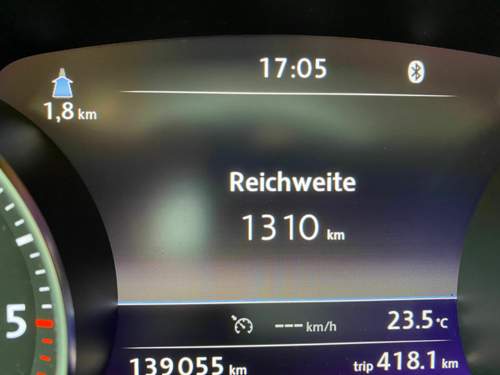 17:05
1,8 km
Reichweite
1310 km
5
--- km/h
23.5 °C
139055 km
trip 418.1 km